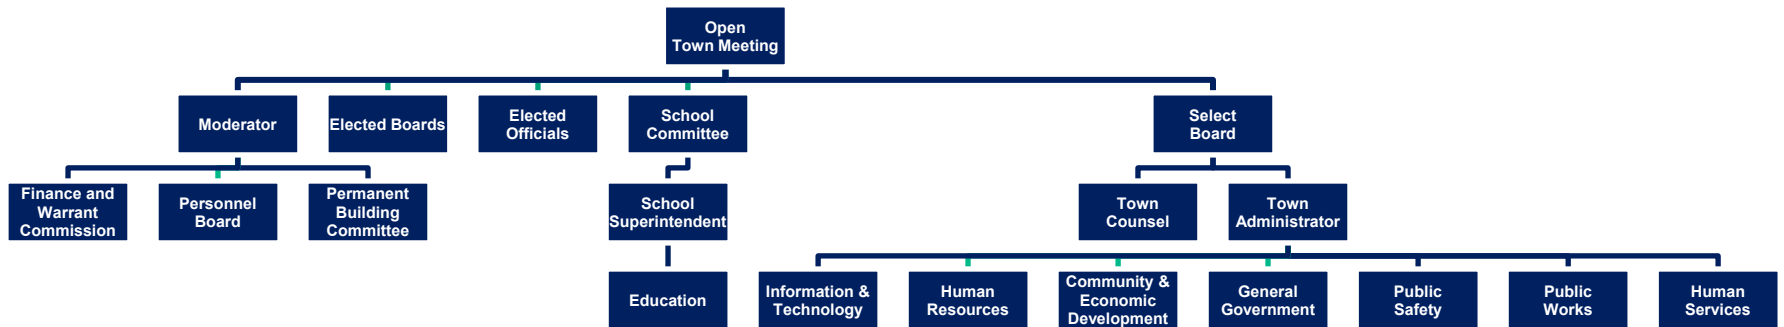 Open
Town Meeting
Moderator
Elected Boards
Elected
Officials
School
Committee
Select
Board
Finance and
Warrant
Commission
Personnel
Board
Permanent
Building
Committee
School
Superintendent
Town
Counsel
Town
Administrator
Education
Information &
Technology
Human
Resources
Community &
Economic
Development
General
Government
Public
Safety
Public
Works
Human
Services